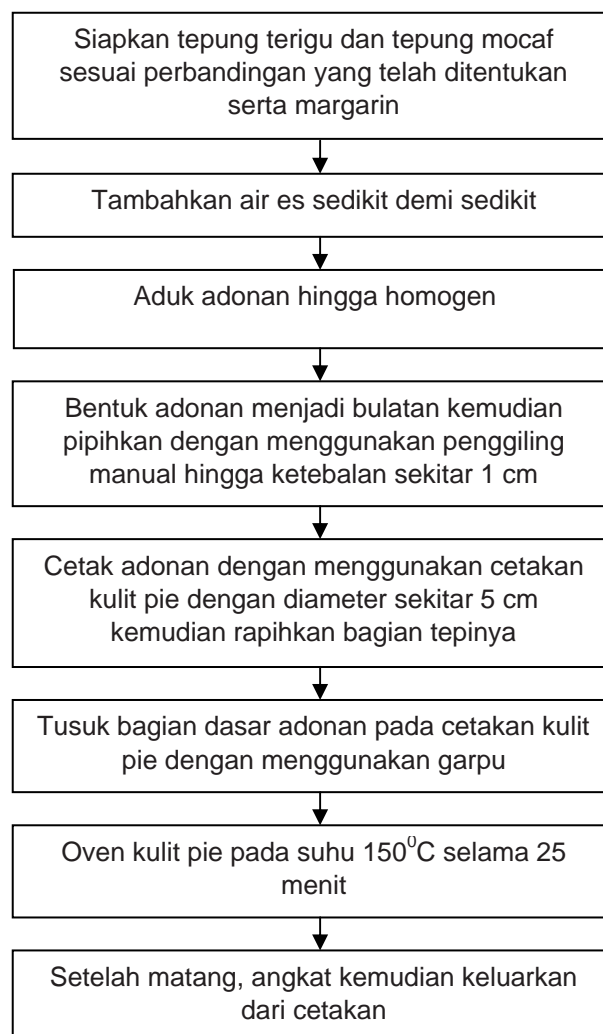 Siapkan tepung terigu dan tepung mocaf
sesuai perbandingan yang telah ditentukan
serta margarin
Tambahkan air es sedikit demi sedikit
Aduk adonan hingga homogen
Bentuk adonan menjadi bulatan kemudian
pipihkan dengan menggunakan penggiling
manual hingga ketebalan sekitar 1 cm
Cetak adonan dengan menggunakan cetakan
kulit pie dengan diameter sekitar 5 cm
kemudian rapihkan bagian tepinya
Tusuk bagian dasar adonan pada cetakan kulit
pie dengan menggunakan garpu
Oven kulit pie pada suhu 150⁰C selama 25
menit
Setelah matang, angkat kemudian keluarkan
dari cetakan